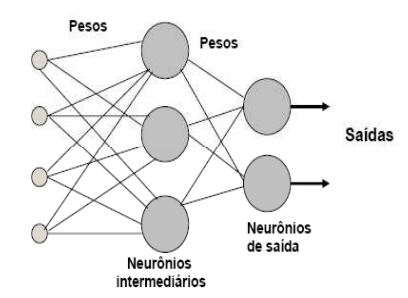 Pesos
Pesos
Saídas
Neurônios
de saída
Neurônios
intermediários